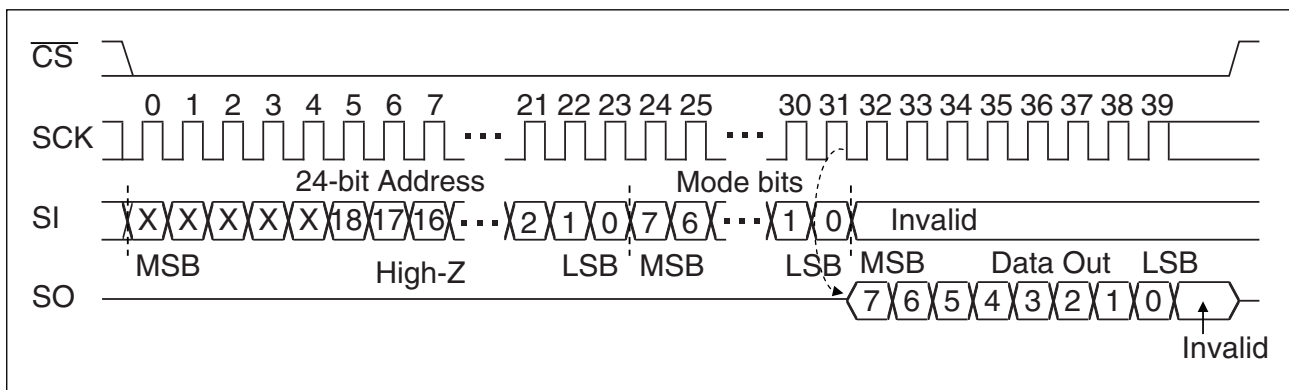 CS
0 1 2 3 4 5 6 7 21 22 23 24 25 30 31 32 33 34 35 36 37 38 39
SCK
24-bit Address Mode bits
SI X X X X X 18 17 16 2 1 0 7 6 1 0 Invalid
MSB High-Z LSB MSB LSB MSB Data Out LSB
SO 7 6 5 4 3 2 1 0
Invalid